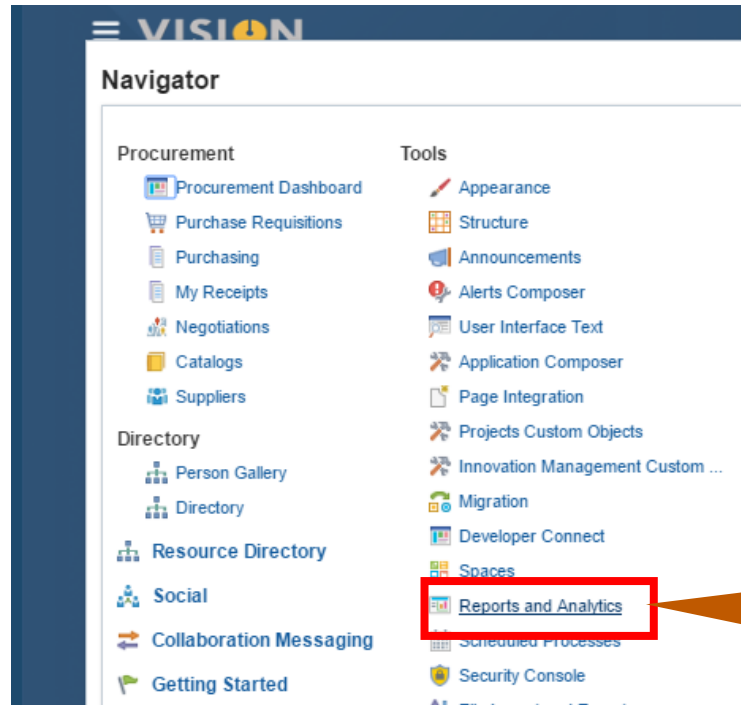 VISION
Navigator
Procurement
Procurement Dashboard
Purchase Requisitions
Purchasing
My Receipts
Negotiations
Catalogs
Suppliers
Directory
Person Gallery
Directory
Resource Directory
Social
Collaboration Messaging
Getting Started
Tools
Appearance
Structure
Announcements
Alerts Composer
User Interface Text
Application Composer
Page Integration
Projects Custom Objects
Innovation Management Custom ...
Migration
Developer Connect
Spaces
Reports and Analytics
Scheduled Processes
Security Console